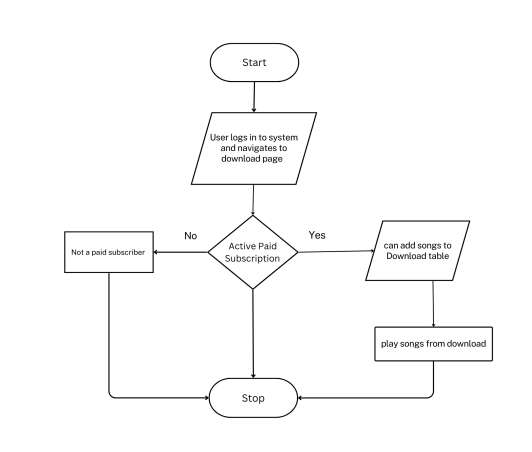 Start
User logs in to system
and navigates to
download page
No
Yes
Active Paid
Subscription
Not a paid subscriber
can add songs to
Download table
play songs from download
Stop